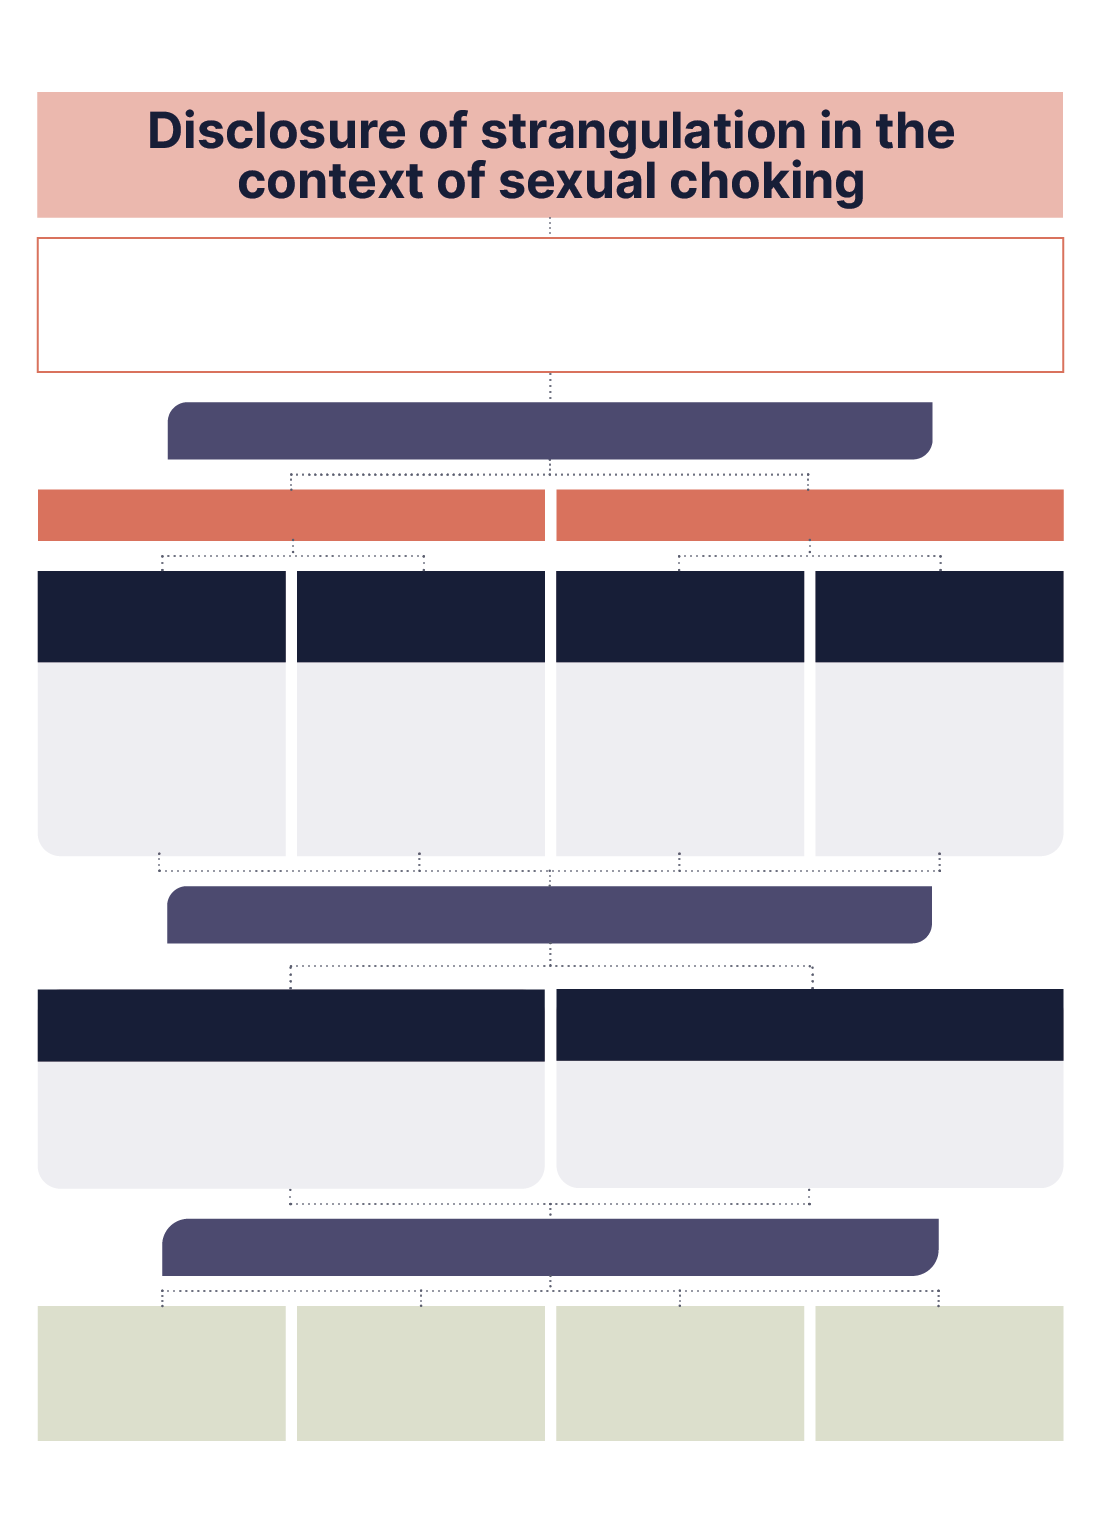 Disclosure of strangulation in the
context of sexual choking